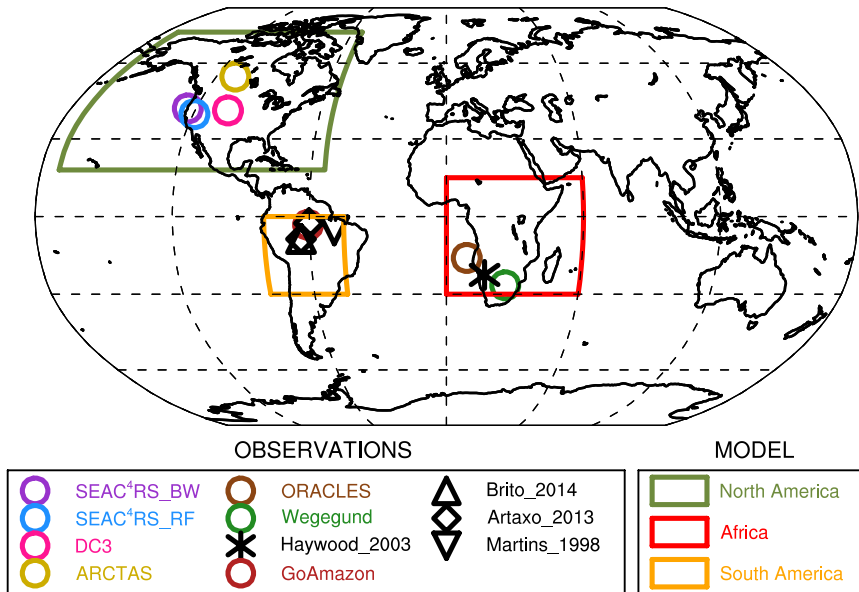 OBSERVATIONS
MODEL
SEAC⁴RS_BW
SEAC⁴RS_RF
DC3
ARCTAS
ORACLES
Wegegund
Haywood_2003
GoAmazon
Brito_2014
Artaxo_2013
Martins_1998
North America
Africa
South America